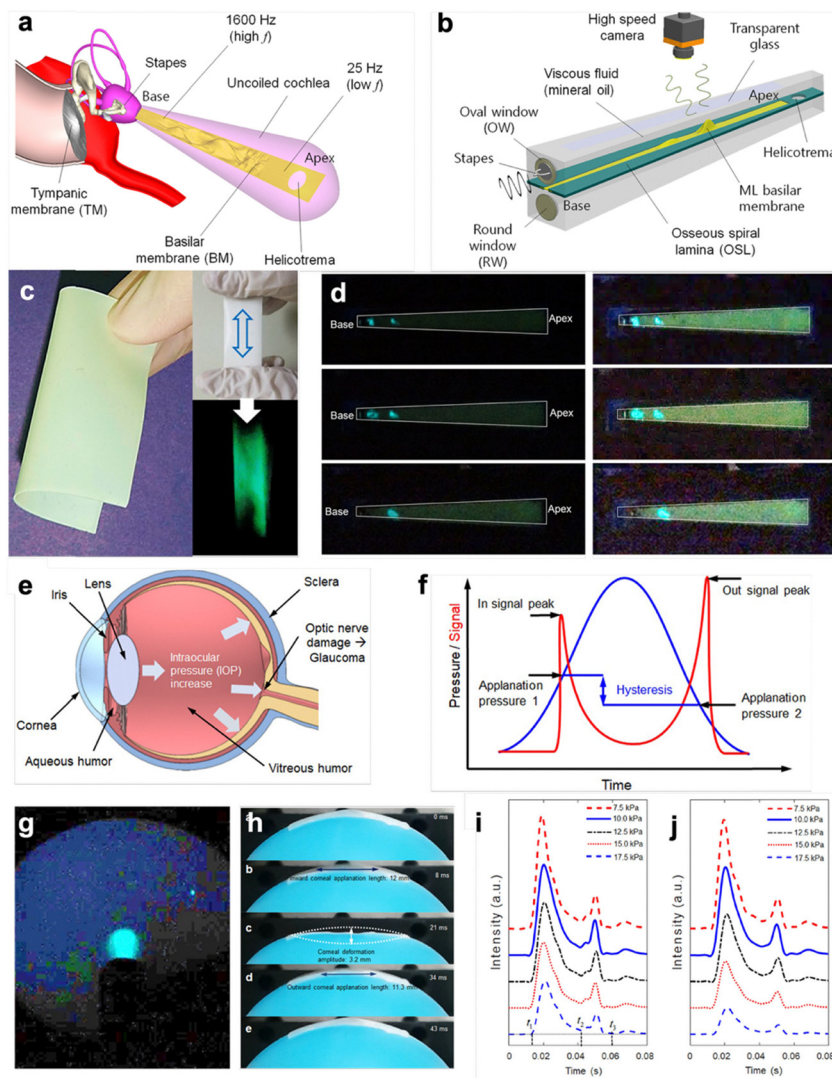 a
1600 Hz
(high f)
Stapes
Base
25 Hz
(low f)
Uncoiled cochlea
Apex
Tympanic
membrane (TM)
Basilar
membrane (BM)
Helicotrema
b
High speed
camera
Transparent
glass
Viscous fluid
(mineral oil)
Oval window
(OW)
Apex
Stapes
Helicotrema
Base
ML basilar
membrane
Round
window
(RW)
Osseous spiral
lamina (OSL)
c
d
Base
Apex
Base
Apex
Base
Apex
e
Lens
Iris
Sclera
Optic nerve
damage →
Glaucoma
Intraocular
pressure (IOP)
increase
Cornea
Aqueous humor
Vitreous humor
f
Pressure / Signal
In signal peak
Out signal peak
Applanation
pressure 1
Hysteresis
Applanation
pressure 2
Time
g
h
a
0 ms
b
8 ms
Inward corneal applanation length: 12 mm
c
21 ms
Corneal deformation
amplitude 3.2 mm
d
34 ms
Outward corneal applanation length: 11.3 mm
e
43 ms
i
7.5 kPa
10.0 kPa
12.5 kPa
15.0 kPa
17.5 kPa
Intensity (a.u.)
t1
t2
t3
0
0.02
0.04
0.06
0.08
Time (s)
j
7.5 kPa
10.0 kPa
12.5 kPa
15.0 kPa
17.5 kPa
Intensity (a.u.)
0
0.02
0.04
0.06
0.08
Time (s)